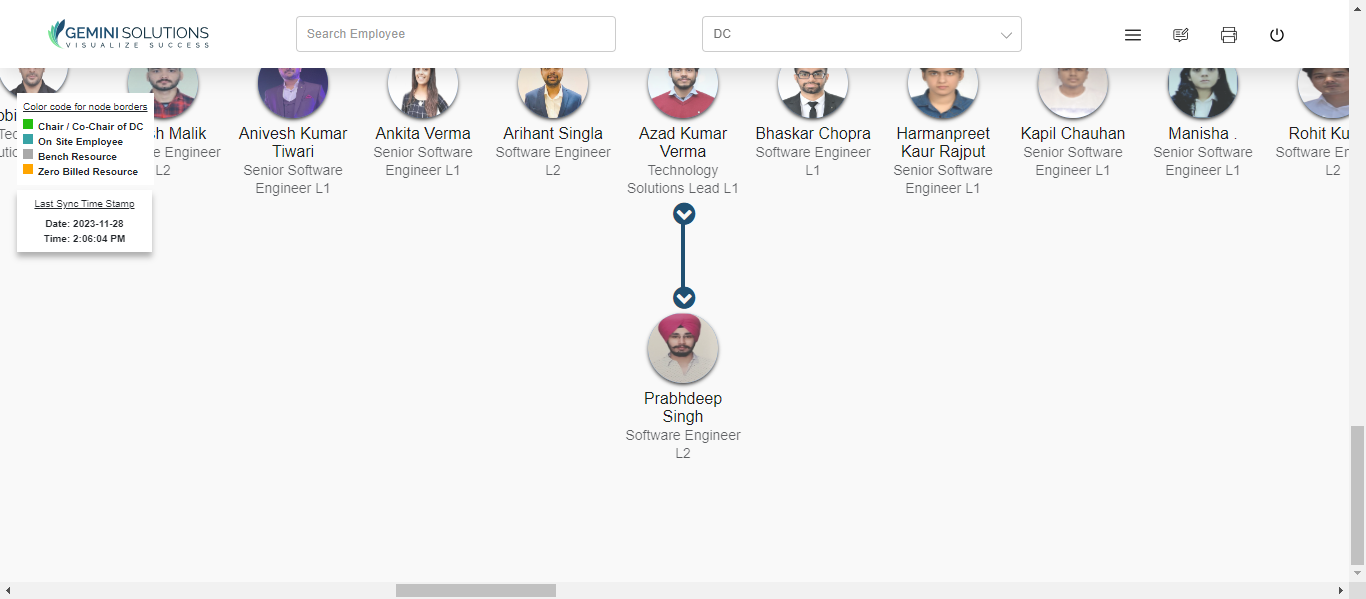 GEMINI SOLUTIONS
VISUALIZE SUCCESS
Search Employee
DC
Color code for node borders
Chair / Co-Chair of DC
On Site Employee
Bench Resource
Zero Billed Resource
Last Sync Time Stamp
Date: 2023-11-28
Time: 2:06:04 PM
Malik
Engineer
L2
Anivesh Kumar
Tiwari
Senior Software
Engineer L1
Ankita Verma
Senior Software
Engineer L1
Arihant Singla
Software Engineer
L2
Azad Kumar
Verma
Technology
Solutions Lead L1
Bhaskar Chopra
Software Engineer
L1
Harmanpreet
Kaur Rajput
Senior Software
Engineer L1
Kapil Chauhan
Senior Software
Engineer L1
Manisha .
Senior Software
Engineer L1
Rohit
Software
L2
Prabhdeep
Singh
Software Engineer
L2